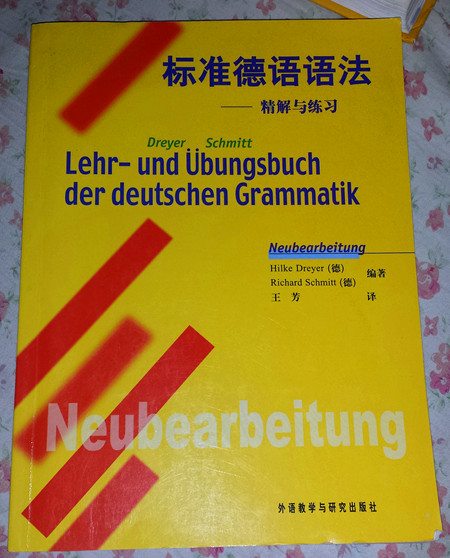 标准德语语法
—— 精解与练习
Dreyer Schmitt
Lehr- und Übungsbuch
der deutschen Grammatik
Neubearbeitung
Hilke Dreyer (德)
Richard Schmitt (德) 编著
王 芳 译
Neubearbeitung
外语教学与研究出版社